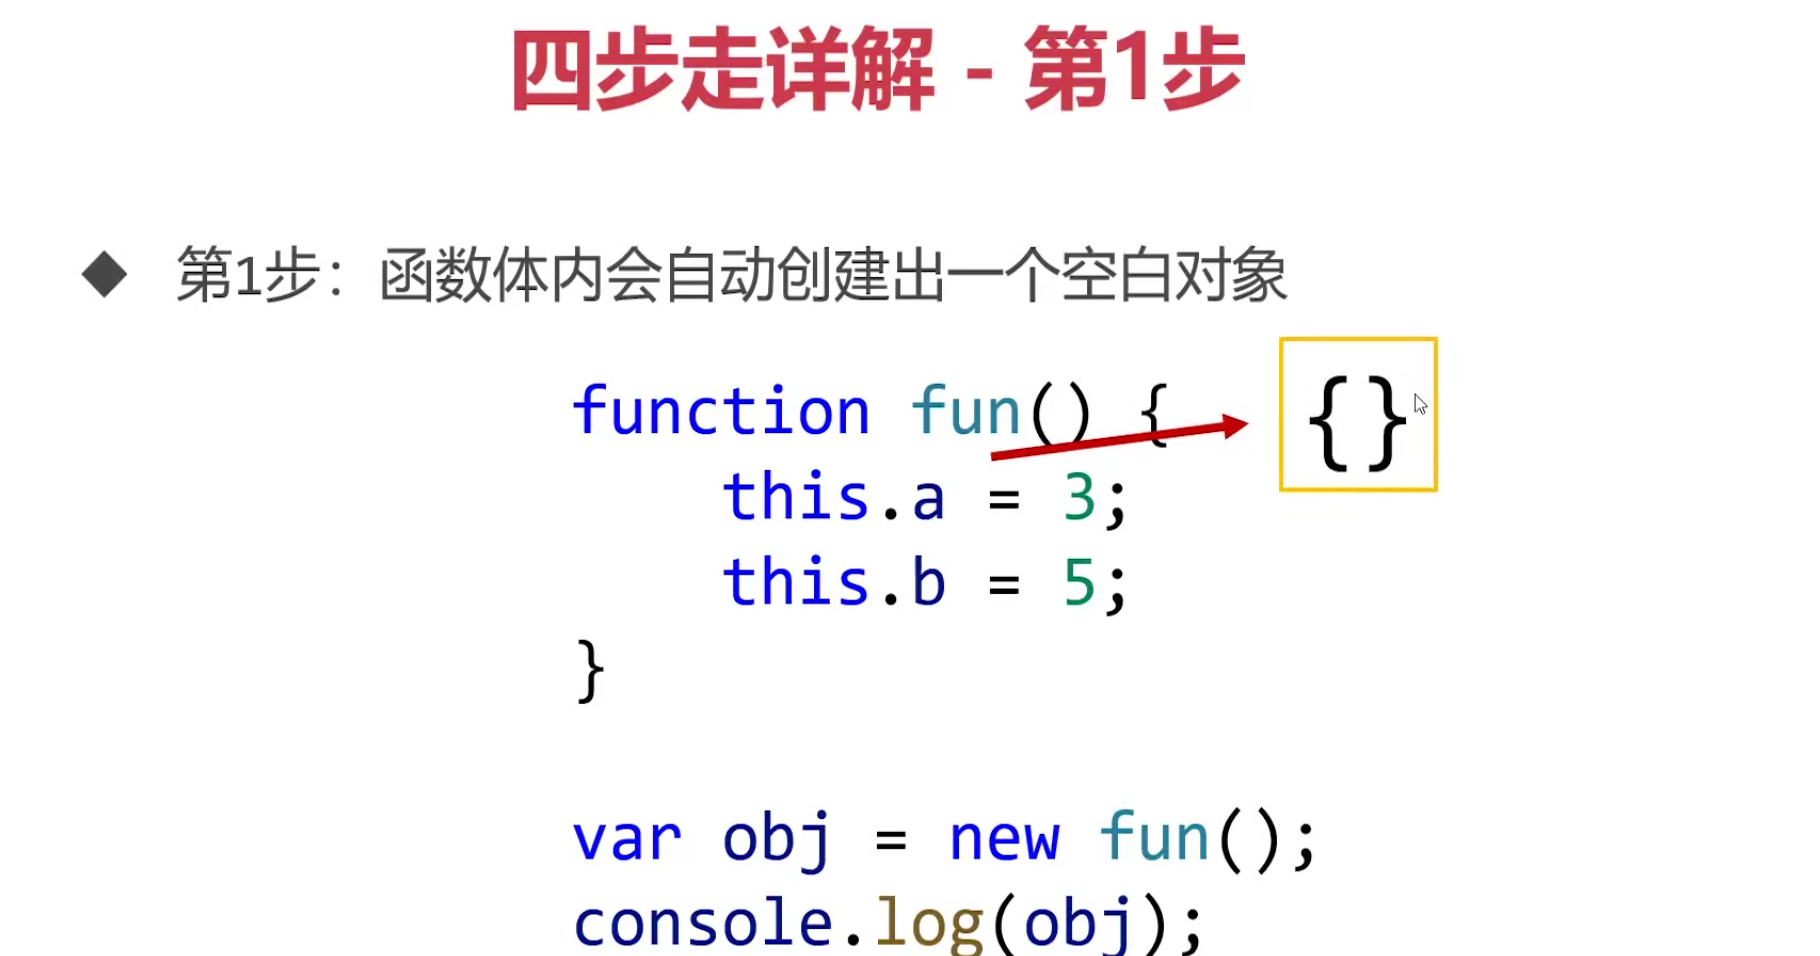 四步走详解 - 第1步
◆ 第1步：函数体内会自动创建出一个空白对象
function fun() {
{}
    this.a = 3;
    this.b = 5;
}
var obj = new fun();
console.log(obj);